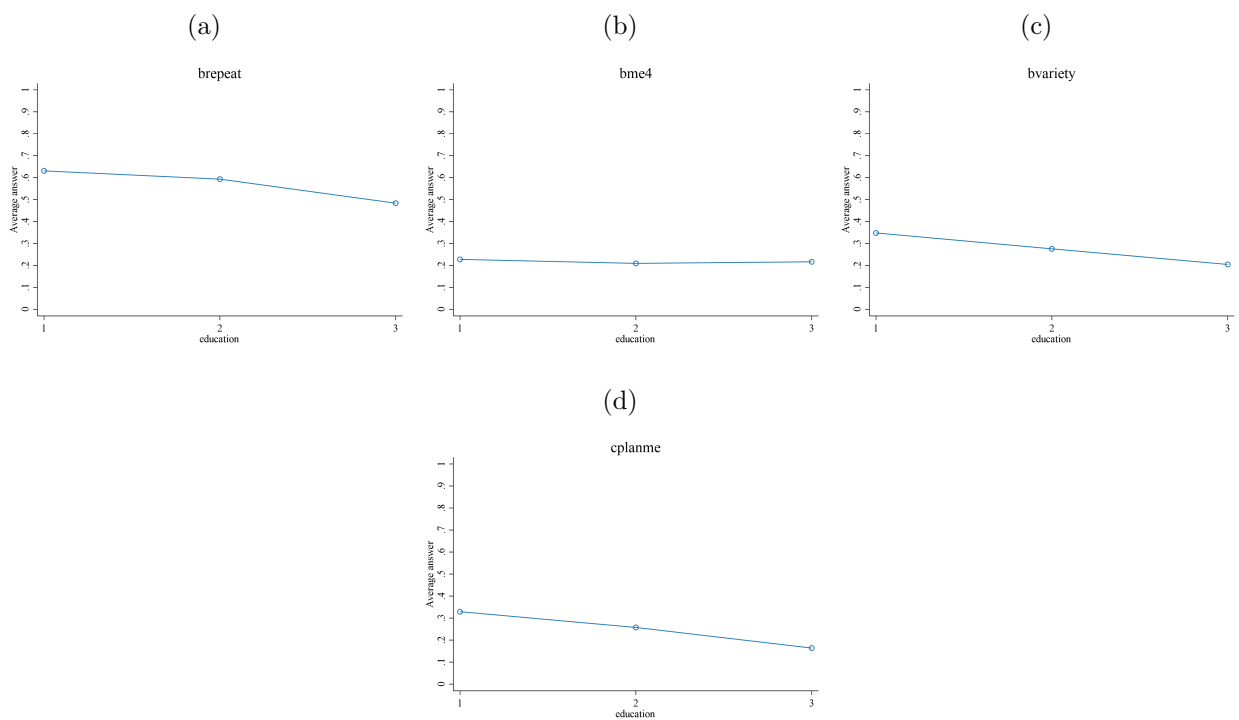 (a)
brepeat
Average answer
0 .1 .2 .3 .4 .5 .6 .7 .8 .9 1
1 2 3
education
(b)
bme4
Average answer
0 .1 .2 .3 .4 .5 .6 .7 .8 .9 1
1 2 3
education
(c)
bvariety
Average answer
0 .1 .2 .3 .4 .5 .6 .7 .8 .9 1
1 2 3
education
(d)
cplanme
Average answer
0 .1 .2 .3 .4 .5 .6 .7 .8 .9 1
1 2 3
education